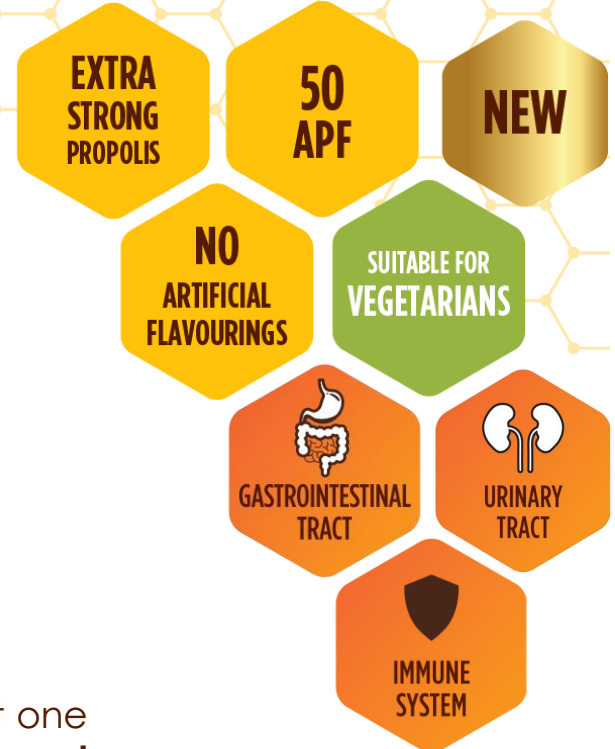 EXTRA
STRONG
PROPOLIS
50
APF
NEW
NO
ARTIFICIAL
FLAVOURINGS
SUITABLE FOR
VEGETARIANS
GASTROINTESTINAL
TRACT
URINARY
TRACT
IMMUNE
SYSTEM
one